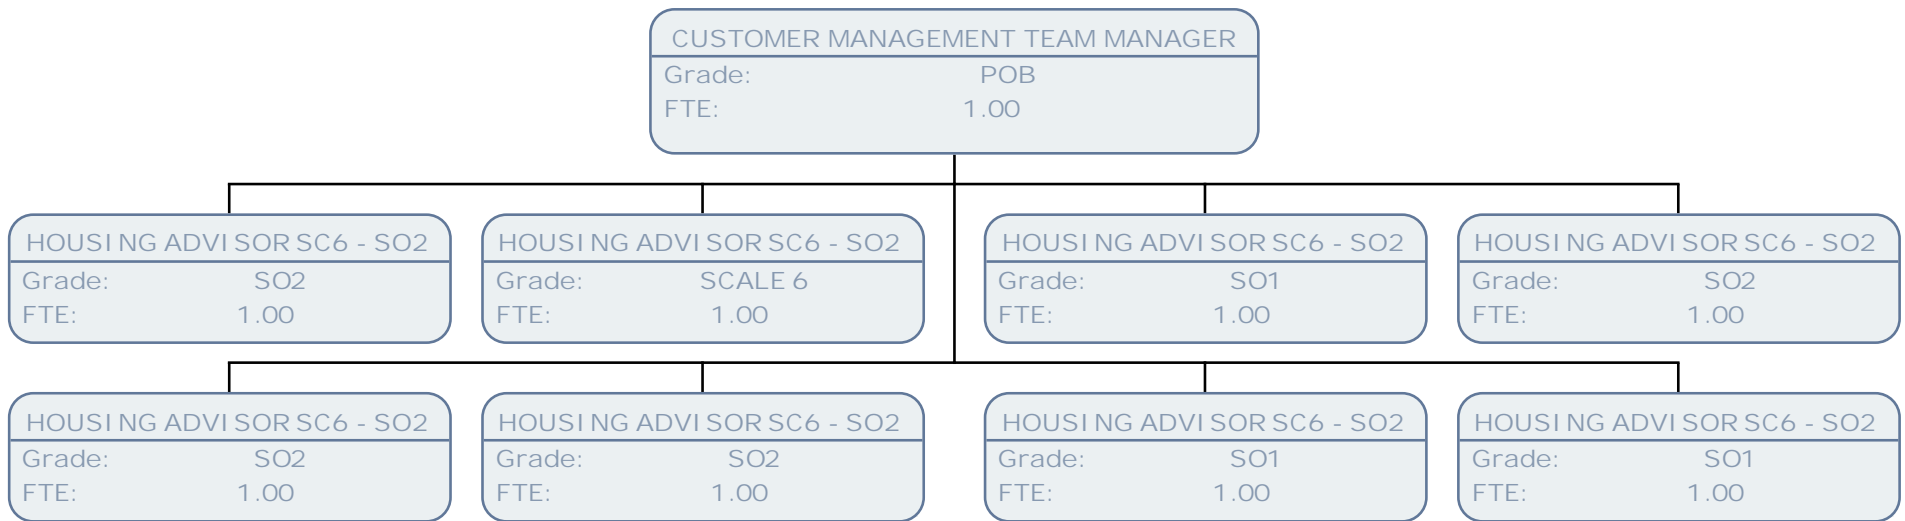 CUSTOMER MANAGEMENT TEAM MANAGER
Grade: POB
FTE: 1.00
HOUSING ADVISOR SC6 - SO2
Grade: SO2
FTE: 1.00
HOUSING ADVISOR SC6 - SO2
Grade: SCALE 6
FTE: 1.00
HOUSING ADVISOR SC6 - SO2
Grade: SO1
FTE: 1.00
HOUSING ADVISOR SC6 - SO2
Grade: SO2
FTE: 1.00
HOUSING ADVISOR SC6 - SO2
Grade: SO2
FTE: 1.00
HOUSING ADVISOR SC6 - SO2
Grade: SO2
FTE: 1.00
HOUSING ADVISOR SC6 - SO2
Grade: SO1
FTE: 1.00
HOUSING ADVISOR SC6 - SO2
Grade: SO1
FTE: 1.00